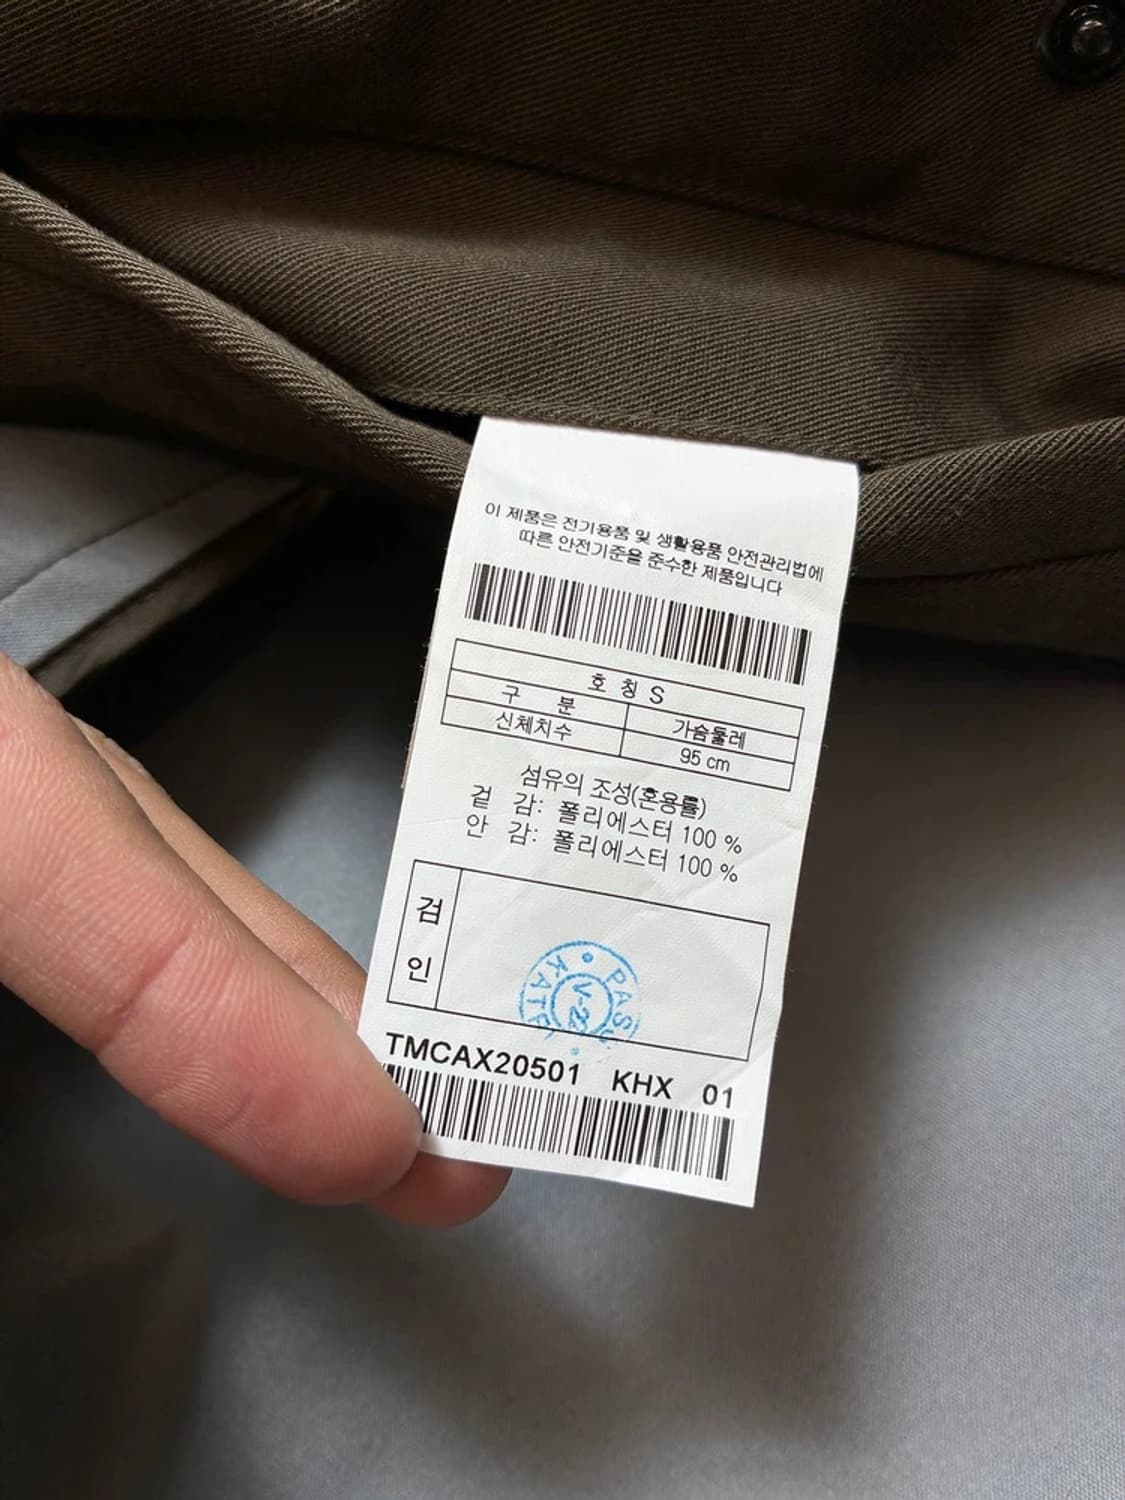 이 제품은 전기용품 및 생활용품 안전관리법에
따른 안전기준을 준수한 제품입니다
호 칭 S
구 분 가슴둘레
신체치수 95 cm
섬유의 조성(혼용률)
겉 감: 폴리에스터 100 %
안 감: 폴리에스터 100 %
검
인
PAS
V-22
KAT
TMCAX20501 KHX 01